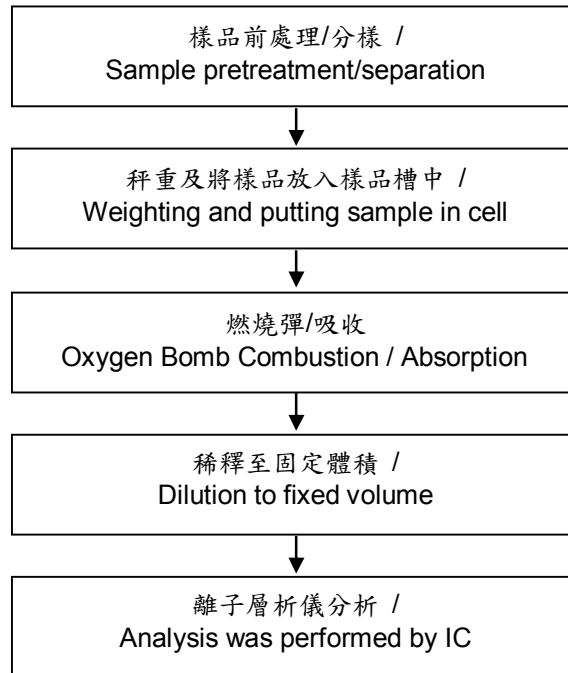 樣品前處理/分樣 /
Sample pretreatment/separation
秤重及將樣品放入樣品槽中 /
Weighting and putting sample in cell
燃燒彈/吸收
Oxygen Bomb Combustion / Absorption
稀釋至固定體積 /
Dilution to fixed volume
離子層析儀分析 /
Analysis was performed by IC